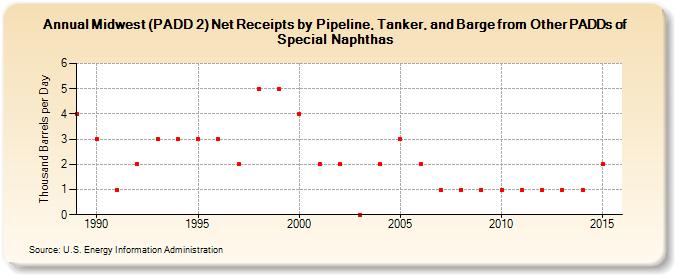 Annual Midwest (PADD 2) Net Receipts by Pipeline, Tanker, and Barge from Other PADDs of
Special Naphthas
Thousand Barrels per Day
6
5
4
3
2
1
0
1990 1995 2000 2005 2010 2015
Source: U.S. Energy Information Administration